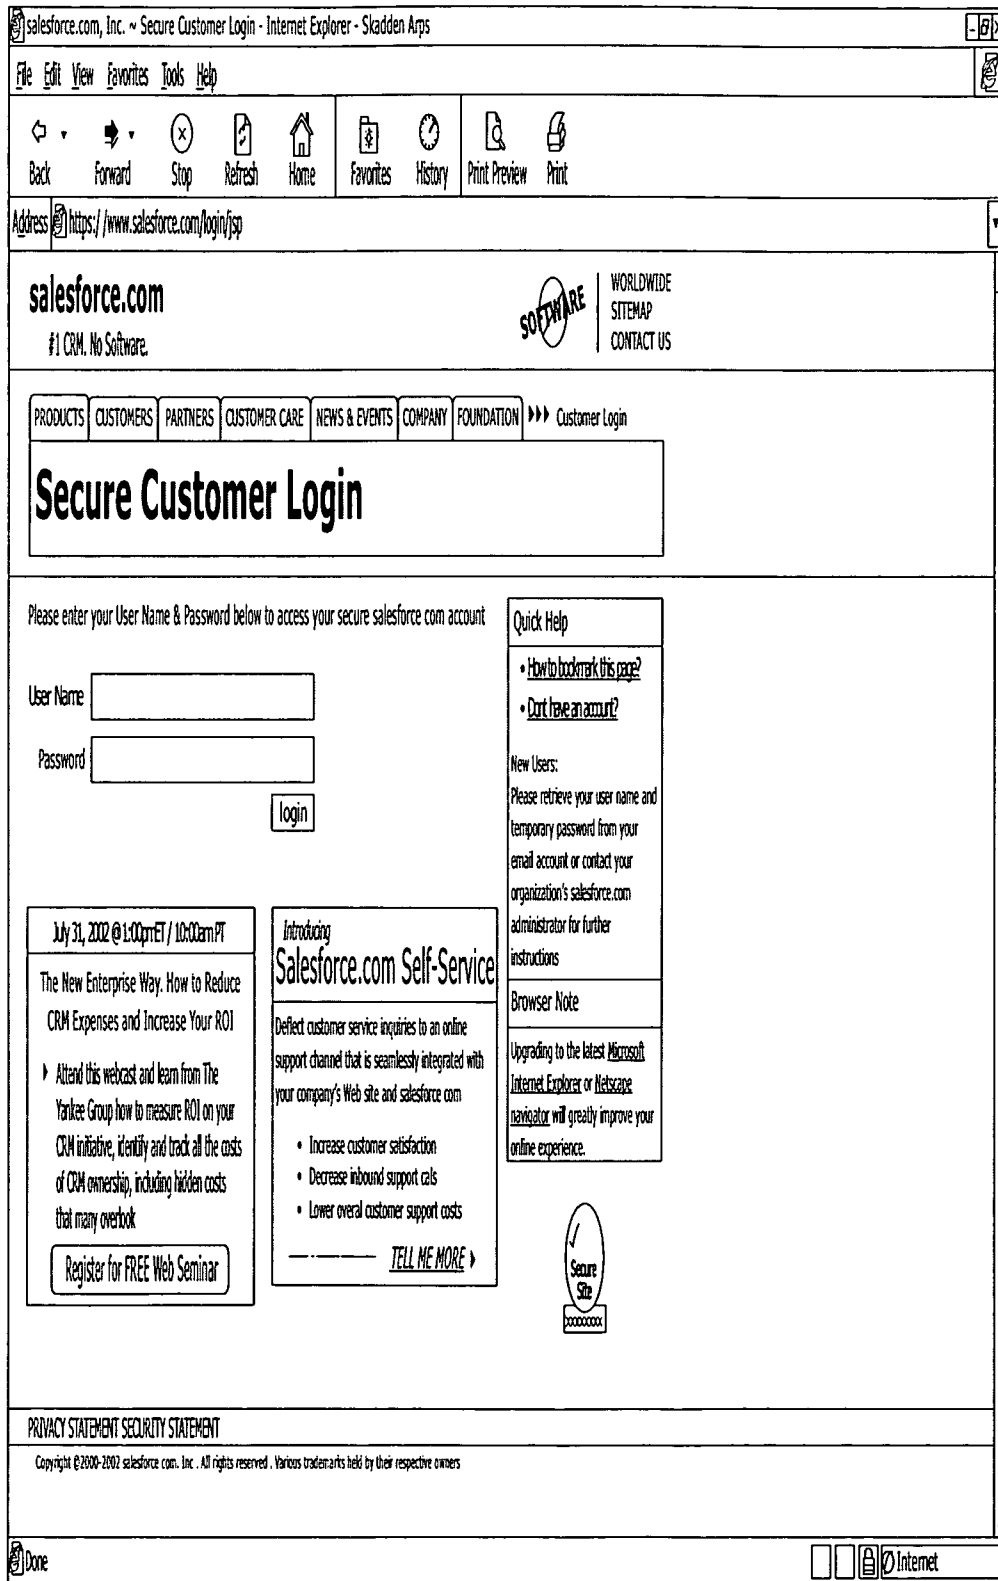 salesforce.com, Inc. ~ Secure Customer Login - Internet Explorer - Skadden Arps
File Edit View Favorites Tools Help
Back Forward Stop Refresh Home Favorites History Print Preview Print
Address https://www.salesforce.com/login/jsp
salesforce.com
#1 CRM. No Software.
SOFTWARE
WORLDWIDE
SITEMAP
CONTACT US
PRODUCTS CUSTOMERS PARTNERS CUSTOMER CARE NEWS & EVENTS COMPANY FOUNDATION Customer Login
Secure Customer Login
Please enter your User Name & Password below to access your secure salesforce com account
User Name
Password
login
Quick Help
• How to bookmark this page?
• Dont have an account?
New Users:
Please retrieve your user name and
temporary password from your
email account or contact your
organization's salesforce.com
administrator for further
instructions
Browser Note
Upgrading to the latest Microsoft
Internet Explorer or Netscape
navigator will greatly improve your
online experience.
July 31, 2002 @ 1:00pmET / 10:00am PT
The New Enterprise Way. How to Reduce
CRM Expenses and Increase Your ROI
Attend this webcast and learn from The
Yankee Group how to measure ROI on your
CRM initiative, identify and track all the costs
of CRM ownership, including hidden costs
that many overlook
Register for FREE Web Seminar
Introducing
Salesforce.com Self-Service
Deflect customer service inquiries to an online
support channel that is seamlessly integrated with
your company's Web site and salesforce com
• Increase customer satisfaction
• Decrease inbound support cals
• Lower overal customer support costs
TELL ME MORE
Secure
Site
XXXXXXXX
PRIVACY STATEMENT SECURITY STATEMENT
Copyright ©2000-2002 salesforce com. Inc . All rights reserved . Various trademarks held by their respective owners
Done
Internet